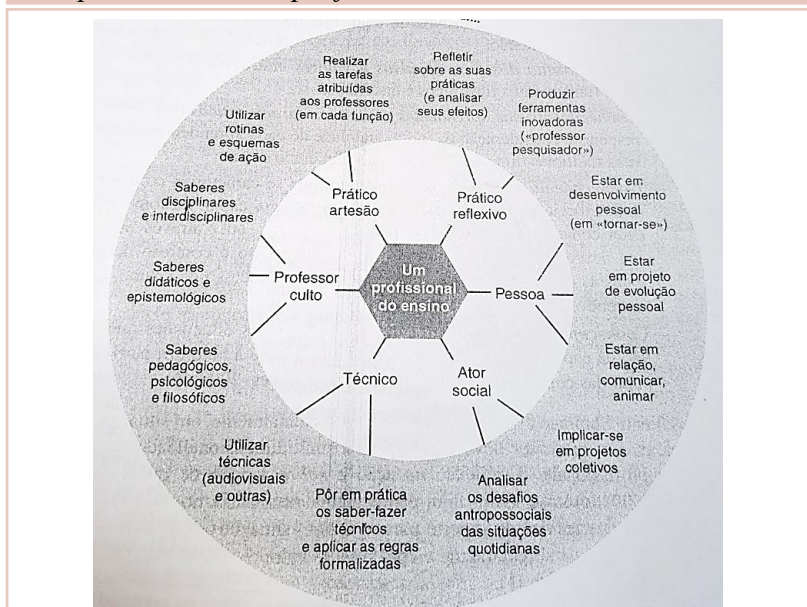 Realizar
as tarefas
atribuídas
aos professores
(em cada função)
Refletir
sobre as suas
práticas
(e analisar
seus efeitos)
Produzir
ferramentas
inovadoras
(«professor
pesquisador»)
Estar em
desenvolvimento
pessoal
(em «tornar-se»)
Estar
em projeto
de evolução
pessoal
Estar em
relação,
comunicar,
animar
Implicar-se
em projetos
coletivos
Analisar
os desafios
antropossociais
das situações
quotidianas
Pôr em prática
os saber-fazer
técnicos
e aplicar as regras
formalizadas
Utilizar
técnicas
(audiovisuais
e outras)
Saberes
pedagógicos,
psicológicos
e filosóficos
Saberes
didáticos e
epistemológicos
Saberes
disciplinares
e interdisciplinares
Utilizar
rotinas
e esquemas
de ação
Prático
artesão
Prático
reflexivo
Professor
culto
Um
profissional
do ensino
Pessoa
Técnico
Ator
social